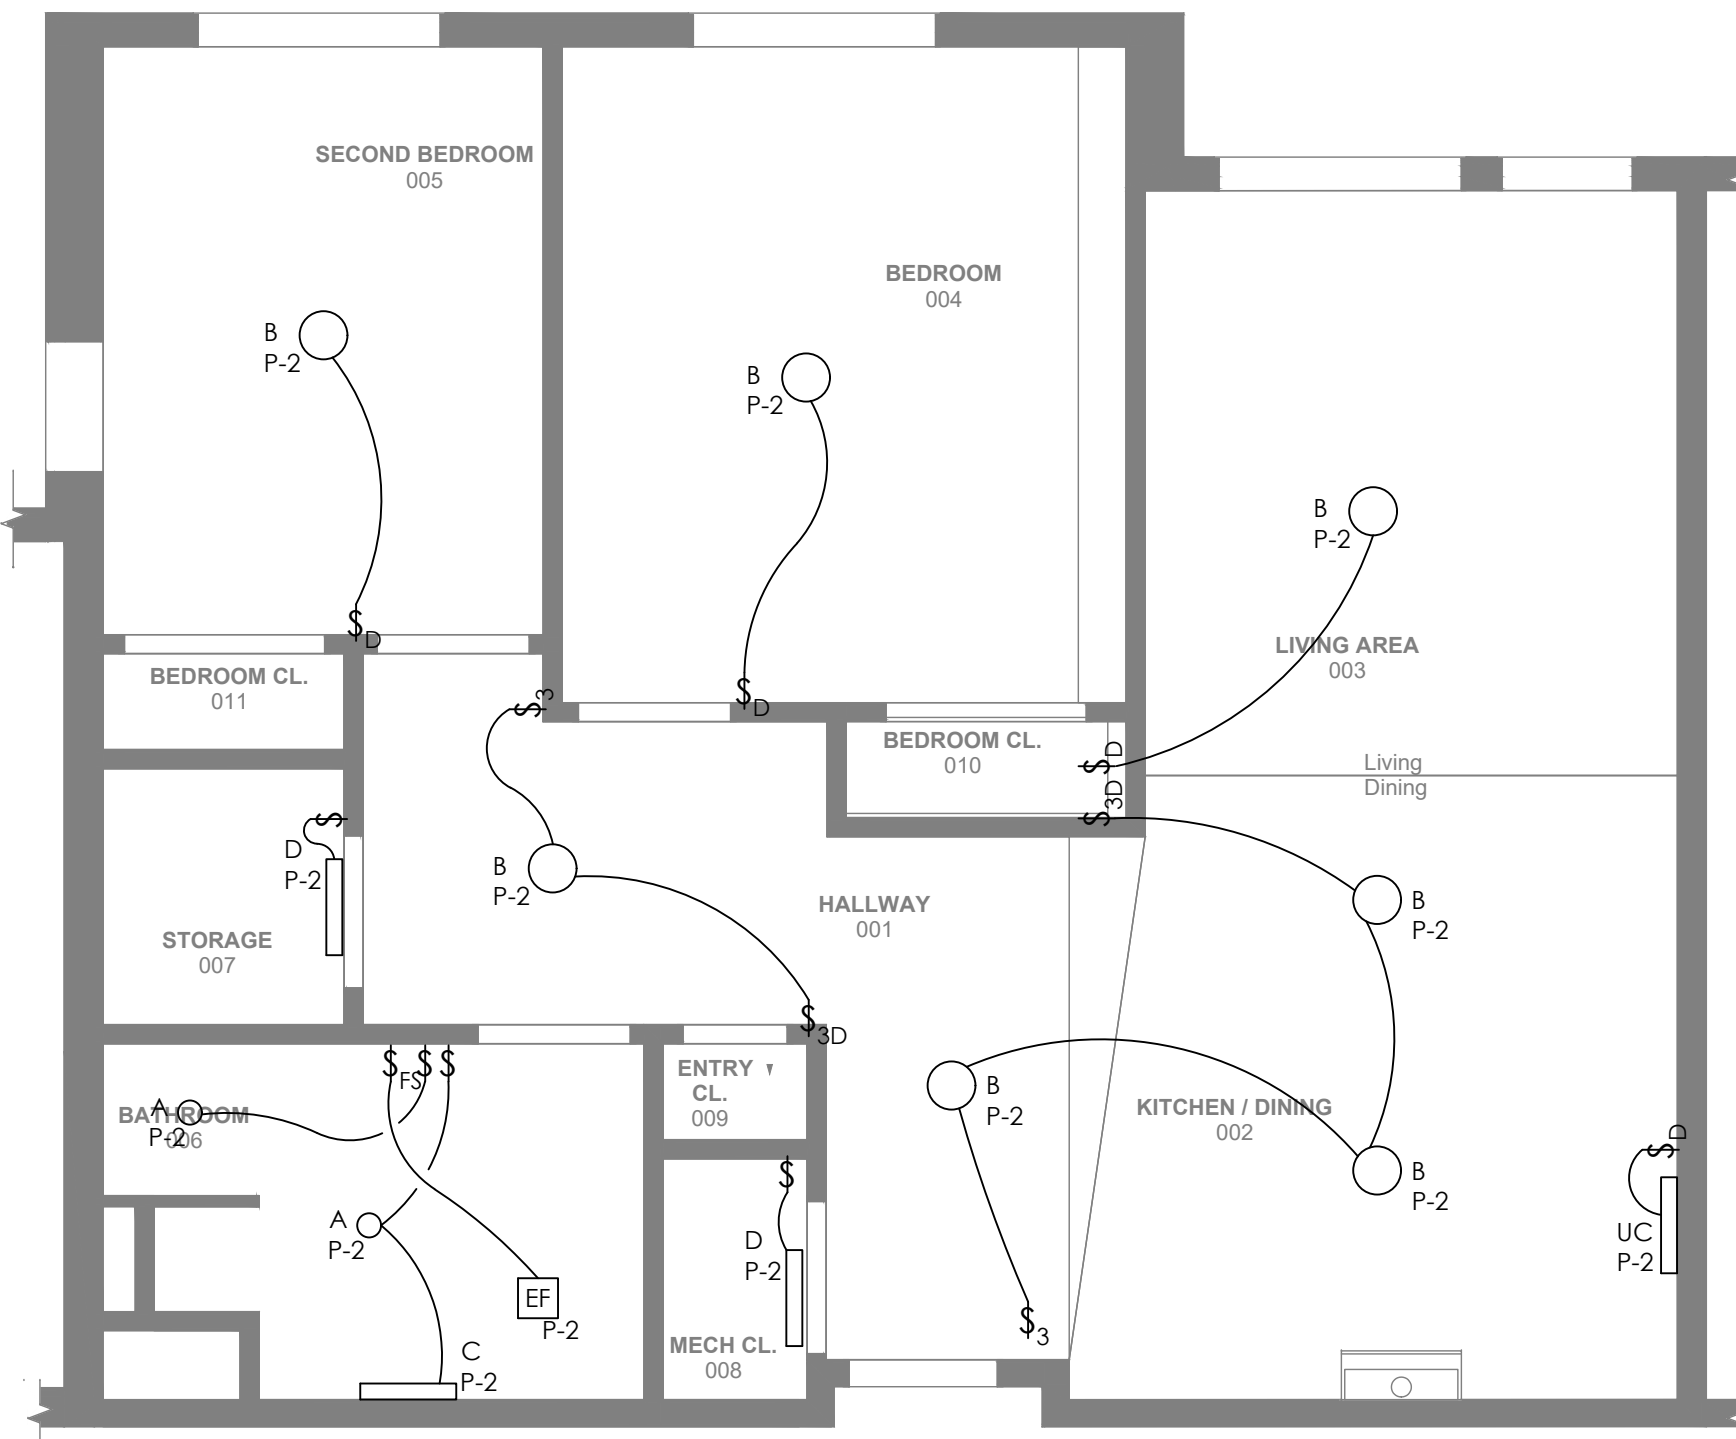 SECOND BEDROOM
005
BEDROOM
004
B
P-2
B
P-2
B
P-2
$D
LIVING AREA
003
BEDROOM CL.
011
$3
$D
BEDROOM CL.
010
$D
Living
Dining
$3D
$
D
P-2
B
P-2
STORAGE
007
HALLWAY
001
B
P-2
$3D
$FS
$
$
ENTRY
CL.
009
A
P-2
BATHROOM
006
B
P-2
KITCHEN / DINING
002
$D
B
P-2
$
A
P-2
D
P-2
UC
P-2
EF
P-2
$3
C
P-2
MECH CL.
008